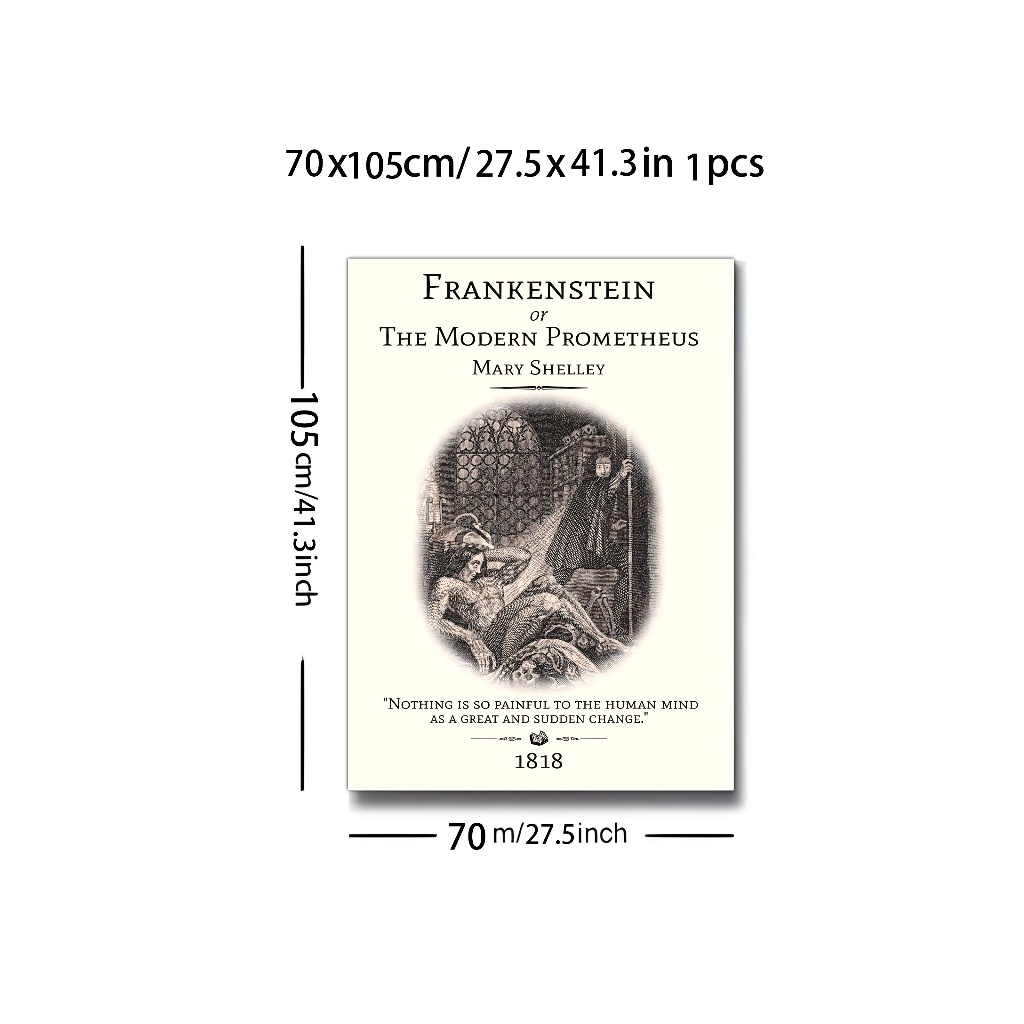 70x105cm/ 27.5x41.3in 1pcs
105cm/41.3inch
FRANKENSTEIN
or
THE MODERN PROMETHEUS
MARY SHELLEY
"NOTHING IS SO PAINFUL TO THE HUMAN MIND
AS A GREAT AND SUDDEN CHANGE."
1818
70 m/27.5inch